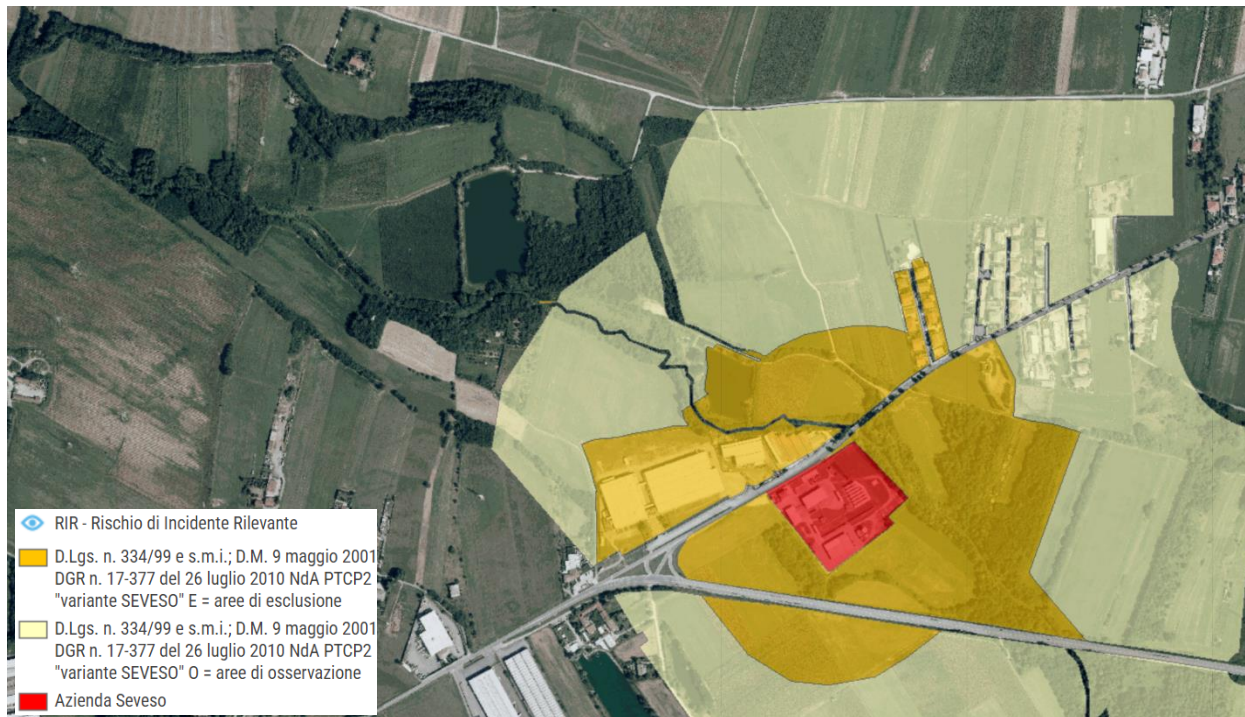 RIR - Rischio di Incidente Rilevante
D.Lgs. n. 334/99 e s.m.i.; D.M. 9 maggio 2001
DGR n. 17-377 del 26 luglio 2010 NdA PTCP2
"variante SEVESO" E = aree di esclusione
D.Lgs. n. 334/99 e s.m.i.; D.M. 9 maggio 2001
DGR n. 17-377 del 26 luglio 2010 NdA PTCP2
"variante SEVESO" O = aree di osservazione
Azienda Seveso